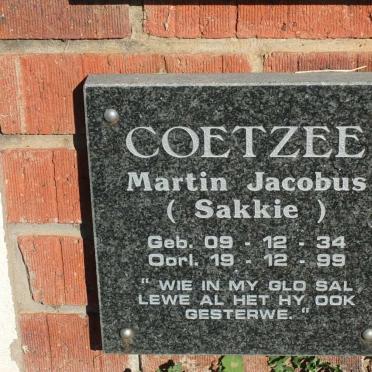 COETZEE
Martin Jacobus
( Sakkie )
Geb. 09 - 12 - 34
Oorl. 19 - 12 - 99
" WIE IN MY GLO SAL
LEWE AL HET HY OOK
GESTERWE. "